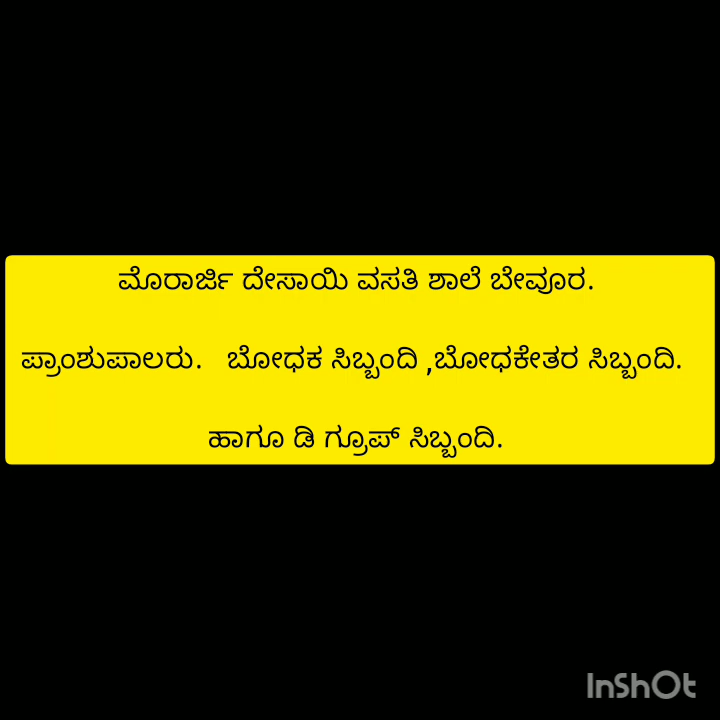 ಮೊರಾರ್ಜಿ ದೇಸಾಯಿ ವಸತಿ ಶಾಲೆ ಬೇವೂರ.
ಪ್ರಾಂಶುಪಾಲರು. ಬೋಧಕ ಸಿಬ್ಬಂದಿ ,ಬೋಧಕೇತರ ಸಿಬ್ಬಂದಿ.
ಹಾಗೂ ಡಿ ಗ್ರೂಪ್ ಸಿಬ್ಬಂದಿ.
InShOt